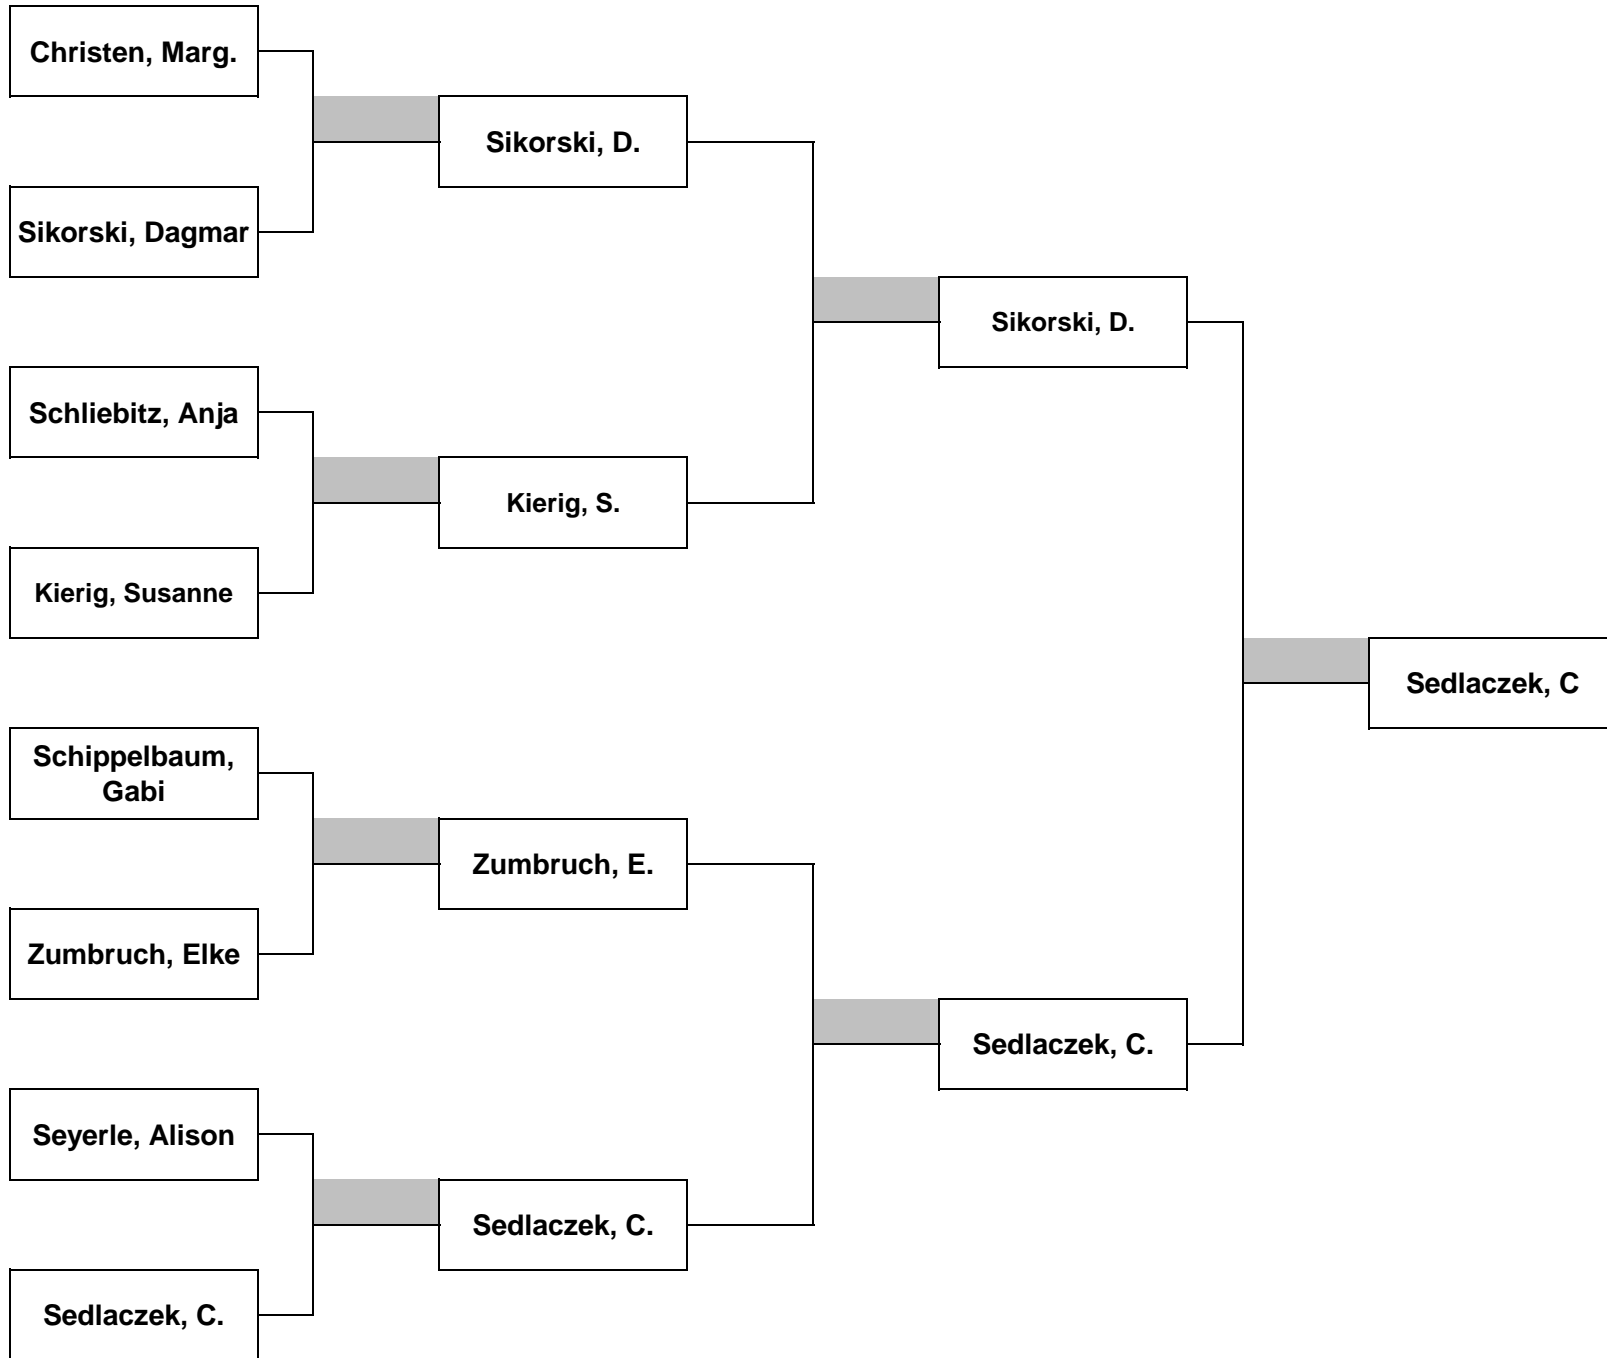 Christen, Marg.
Sikorski, D.
Sikorski, Dagmar
Sikorski, D.
Schliebitz, Anja
Kierig, S.
Kierig, Susanne
Sedlaczek, C
Schippelbaum,
Gabi
Zumbruch, E.
Zumbruch, Elke
Sedlaczek, C.
Seyerle, Alison
Sedlaczek, C.
Sedlaczek, C.